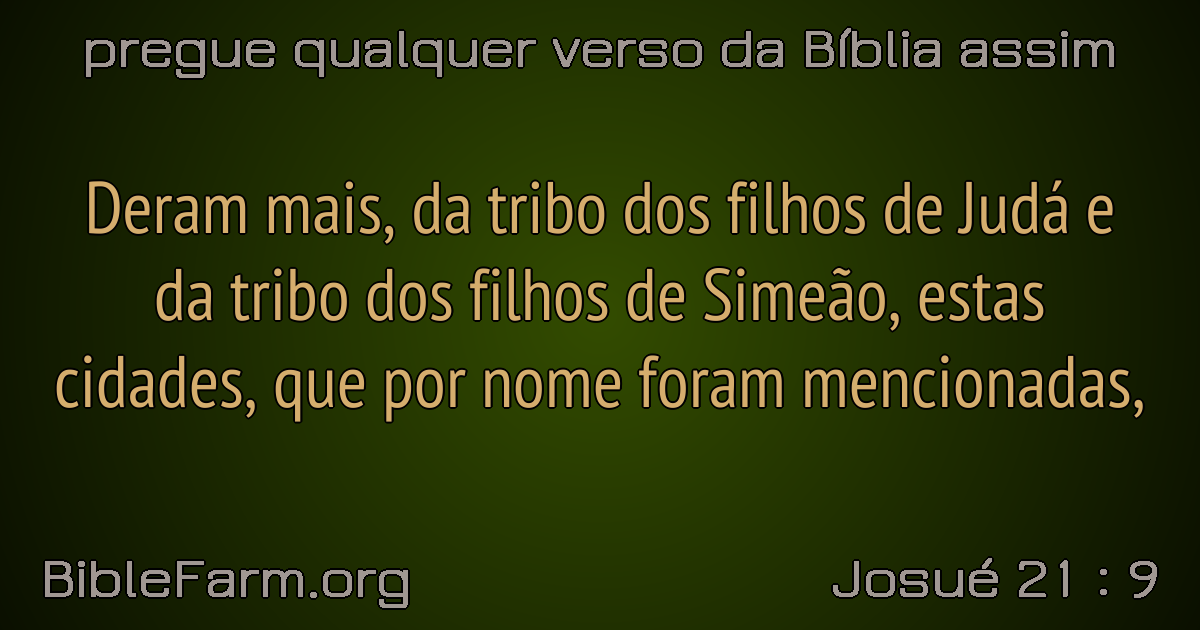 pregue qualquer verso da Bíblia assim
Deram mais, da tribo dos filhos de Judá e
da tribo dos filhos de Simeão, estas
cidades, que por nome foram mencionadas,
BibleFarm.org
Josué 21 : 9